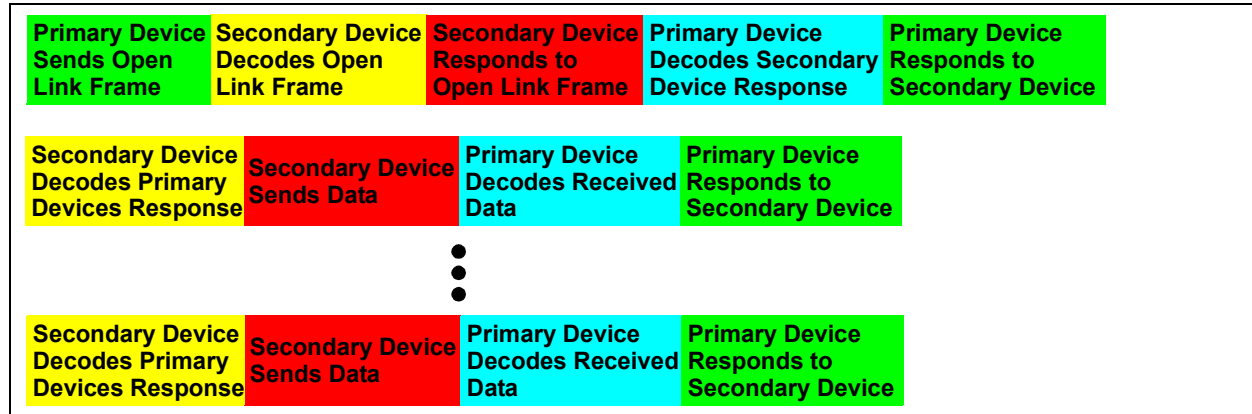 Primary Device
Sends Open
Link Frame
Secondary Device
Decodes Open
Link Frame
Secondary Device
Responds to
Open Link Frame
Primary Device
Decodes Secondary
Device Response
Primary Device
Responds to
Secondary Device
Secondary Device
Decodes Primary
Devices Response
Secondary Device
Sends Data
Primary Device
Decodes Received
Data
Primary Device
Responds to
Secondary Device
Secondary Device
Decodes Primary
Devices Response
Secondary Device
Sends Data
Primary Device
Decodes Received
Data
Primary Device
Responds to
Secondary Device